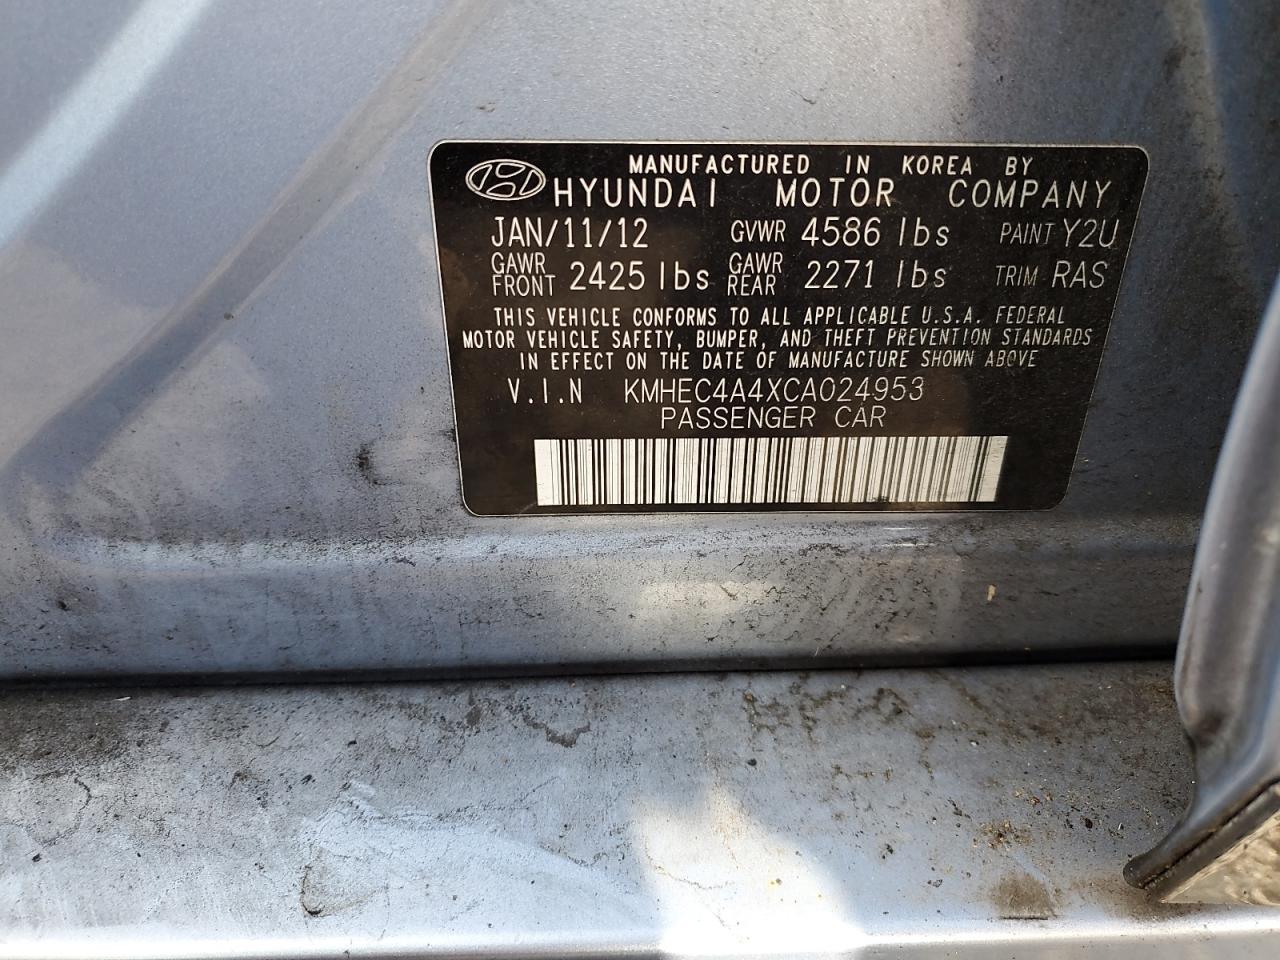 MANUFACTURED IN KOREA BY
HYUNDAI MOTOR COMPANY
JAN/11/12 GVWR 4586 lbs PAINT Y2U
GAWR FRONT 2425 lbs GAWR REAR 2271 lbs TRIM RAS
THIS VEHICLE CONFORMS TO ALL APPLICABLE U.S.A. FEDERAL
MOTOR VEHICLE SAFETY, BUMPER, AND THEFT PREVENTION STANDARDS
IN EFFECT ON THE DATE OF MANUFACTURE SHOWN ABOVE
V.I.N KMHEC4A4XCA024953
PASSENGER CAR